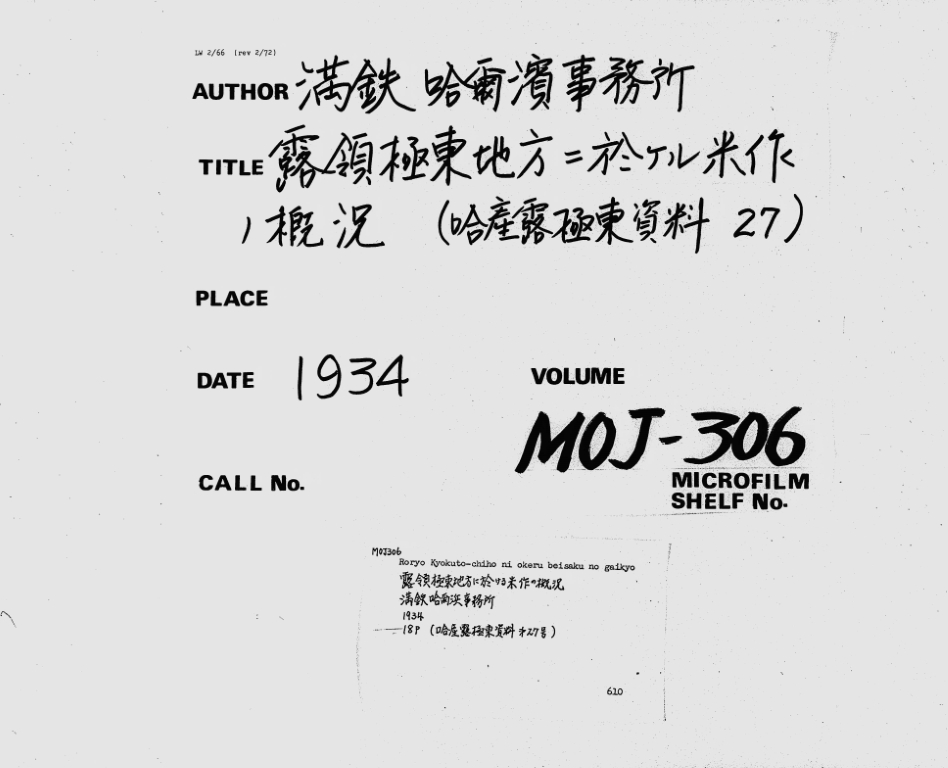 LW 2/66 (rev 2/72)
AUTHOR 満鉄 哈爾濱事務所
TITLE 露領極東地方ニ於ケル米作
ノ概況 (哈産露極東資料 27)
PLACE
DATE 1934
VOLUME
MOJ-306
CALL No.
MICROFILM
SHELF No.
MOJ306
Roryo Kyokuto-chiho ni okeru beisaku no gaikyo
露領極東地方に於ける米作の概況
満鉄哈爾浜事務所
1934
18P (哈産露極東資料 才27号)
610